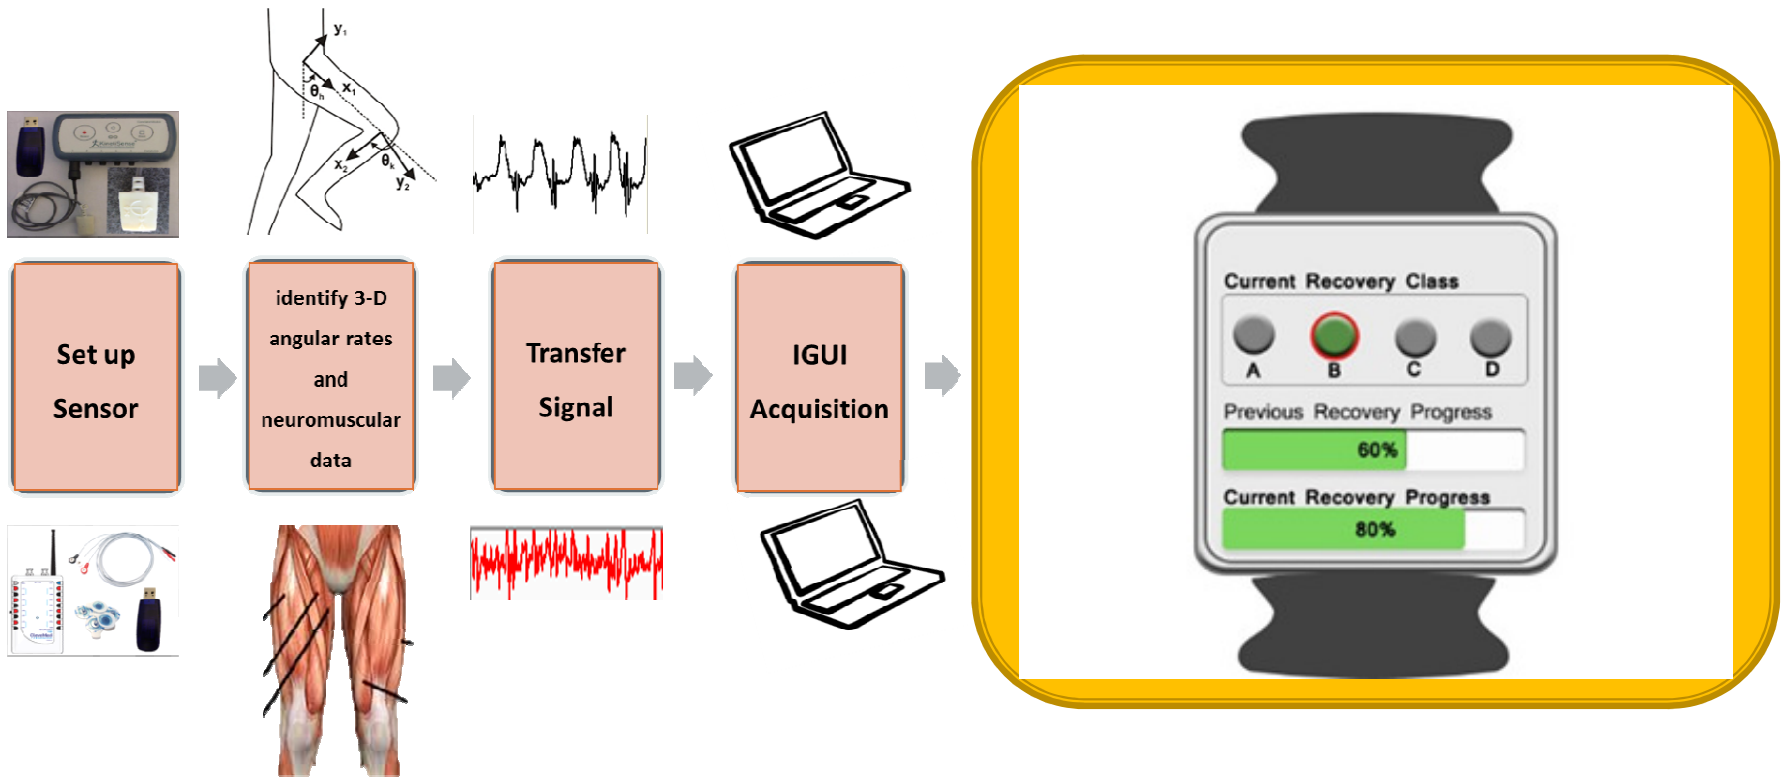 y1
x1
θh
x2
θk
y2
KinetiSense
Set up
Sensor
identify 3-D
angular rates
and
neuromuscular
data
Transfer
Signal
IGUI
Acquisition
Current Recovery Class
A B C D
Previous Recovery Progress
60%
Current Recovery Progress
80%